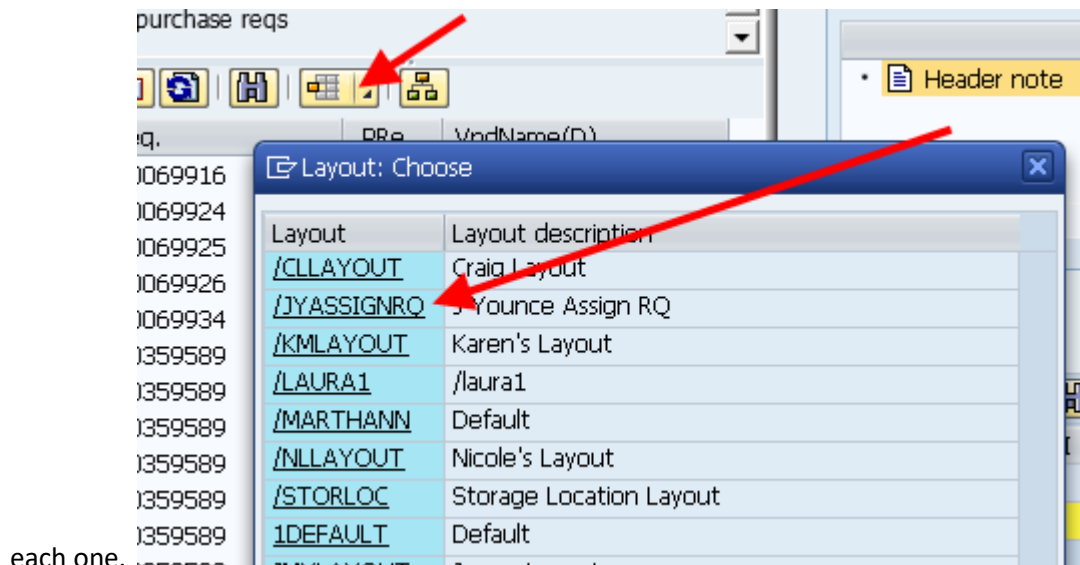 purchase reqs
Header note
eq. PRe VndName(D)
Layout: Choose
0069916
0069924
Layout Layout description
0069925
/CLLAYOUT Craig Layout
0069926
/JYASSIGNRQ J Younce Assign RQ
0069934
/KMLAYOUT Karen's Layout
0359589
/LAURA1 /laura1
0359589
/MARTHANN Default
0359589
/NLLAYOUT Nicole's Layout
0359589
/STORLOC Storage Location Layout
0359589
1DEFAULT Default
0359589
each one.